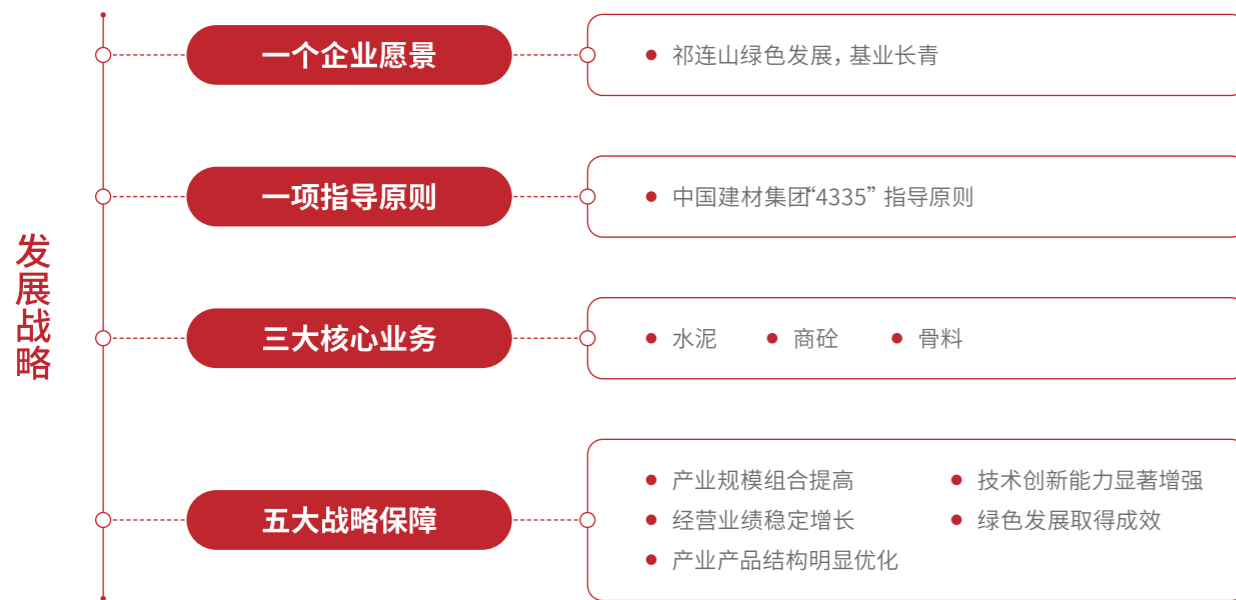 发展战略
一个企业愿景
祁连山绿色发展，基业长青
一项指导原则
中国建材集团“4335” 指导原则
三大核心业务
水泥 商砼 骨料
五大战略保障
产业规模组合提高
经营业绩稳定增长
产业产品结构明显优化
技术创新能力显著增强
绿色发展取得成效